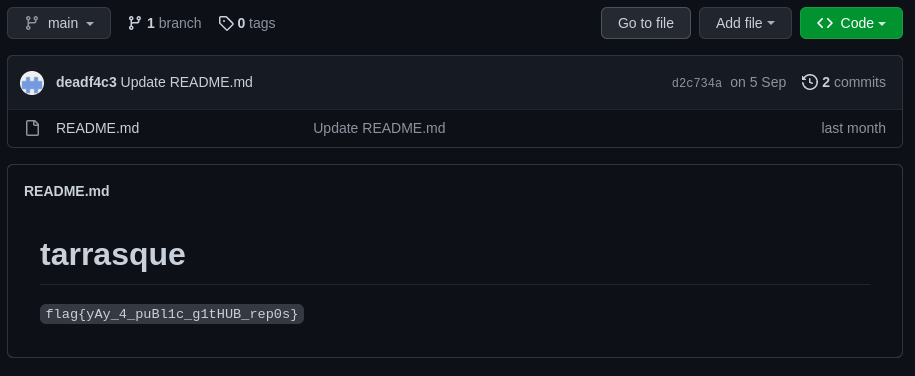 main 1 branch 0 tags Go to file Add file Code
deadf4c3 Update README.md d2c734a on 5 Sep 2 commits
README.md Update README.md last month
README.md
tarrasque
flag{yAy_4_puBl1c_g1tHUB_rep0s}